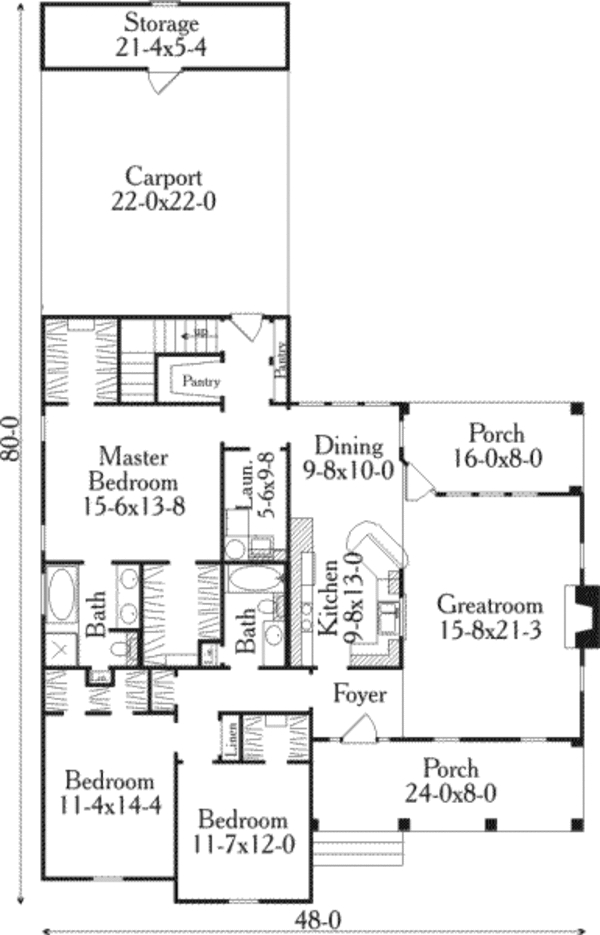 Storage
21-4x5-4
Carport
22-0x22-0
up
Pantry
Pantry
80-0
Master
Bedroom
15-6x13-8
Dining
9-8x10-0
Porch
16-0x8-0
Laun.
5-6x9-8
Bath
Bath
Kitchen
9-8x13-0
Greatroom
15-8x21-3
Foyer
Linen
Bedroom
11-4x14-4
Bedroom
11-7x12-0
Porch
24-0x8-0
48-0